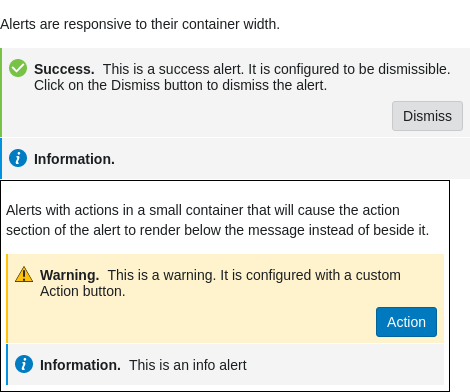 Alerts are responsive to their container width.
Success. This is a success alert. It is configured to be dismissible.
Click on the Dismiss button to dismiss the alert.
Dismiss
Information.
Alerts with actions in a small container that will cause the action
section of the alert to render below the message instead of beside it.
Warning. This is a warning. It is configured with a custom
Action button.
Action
Information. This is an info alert